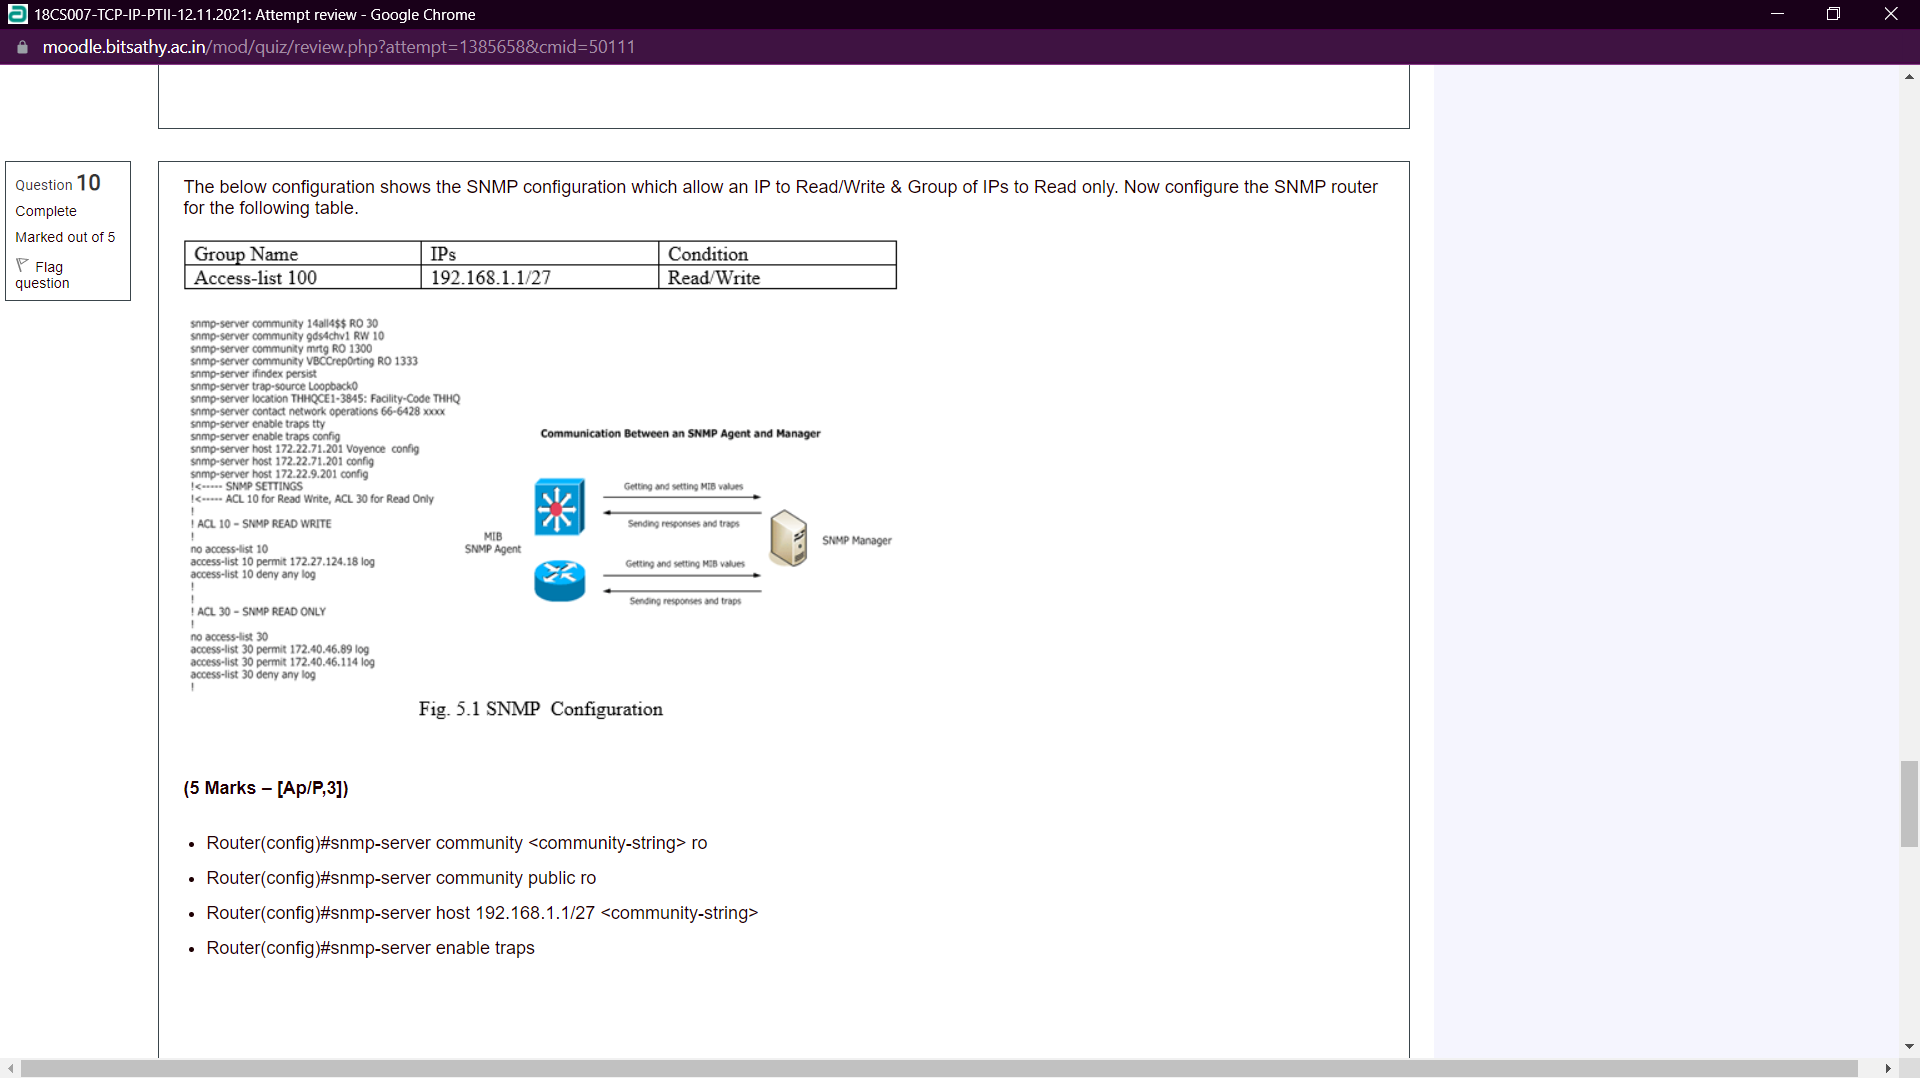 18CS007-TCP-IP-PTII-12.11.2021: Attempt review - Google Chrome
moodle.bitsathy.ac.in/mod/quiz/review.php?attempt=1385658&cmid=50111
Question 10
Complete
Marked out of 5
Flag
question
The below configuration shows the SNMP configuration which allow an IP to Read/Write & Group of IPs to Read only. Now configure the SNMP router
for the following table.
Group Name IPs Condition
Access-list 100 192.168.1.1/27 Read/Write
snmp-server community 14all4$$ RO 30
snmp-server community gds4chv1 RW 10
snmp-server community mrtg RO 1300
snmp-server community VBCCrep0rting RO 1333
snmp-server ifindex persist
snmp-server trap-source Loopback0
snmp-server location THHQCE1-3845: Facility-Code THHQ
snmp-server contact network operations 66-6428 xxxx
snmp-server enable traps tty
snmp-server enable traps config
snmp-server host 172.22.71.201 Voyence config
snmp-server host 172.22.71.201 config
snmp-server host 172.22.9.201 config
!<----- SNMP SETTINGS
!<----- ACL 10 for Read Write, ACL 30 for Read Only
!
! ACL 10 – SNMP READ WRITE
!
no access-list 10
access-list 10 permit 172.27.124.18 log
access-list 10 deny any log
!
!
! ACL 30 – SNMP READ ONLY
!
no access-list 30
access-list 30 permit 172.40.46.89 log
access-list 30 permit 172.40.46.114 log
access-list 30 deny any log
!
Communication Between an SNMP Agent and Manager
Getting and setting MIB values
Sending responses and traps
MIB
SNMP Agent
SNMP Manager
Getting and setting MIB values
Sending responses and traps
Fig. 5.1 SNMP Configuration
(5 Marks – [Ap/P,3])
• Router(config)#snmp-server community <community-string> ro
• Router(config)#snmp-server community public ro
• Router(config)#snmp-server host 192.168.1.1/27 <community-string>
• Router(config)#snmp-server enable traps